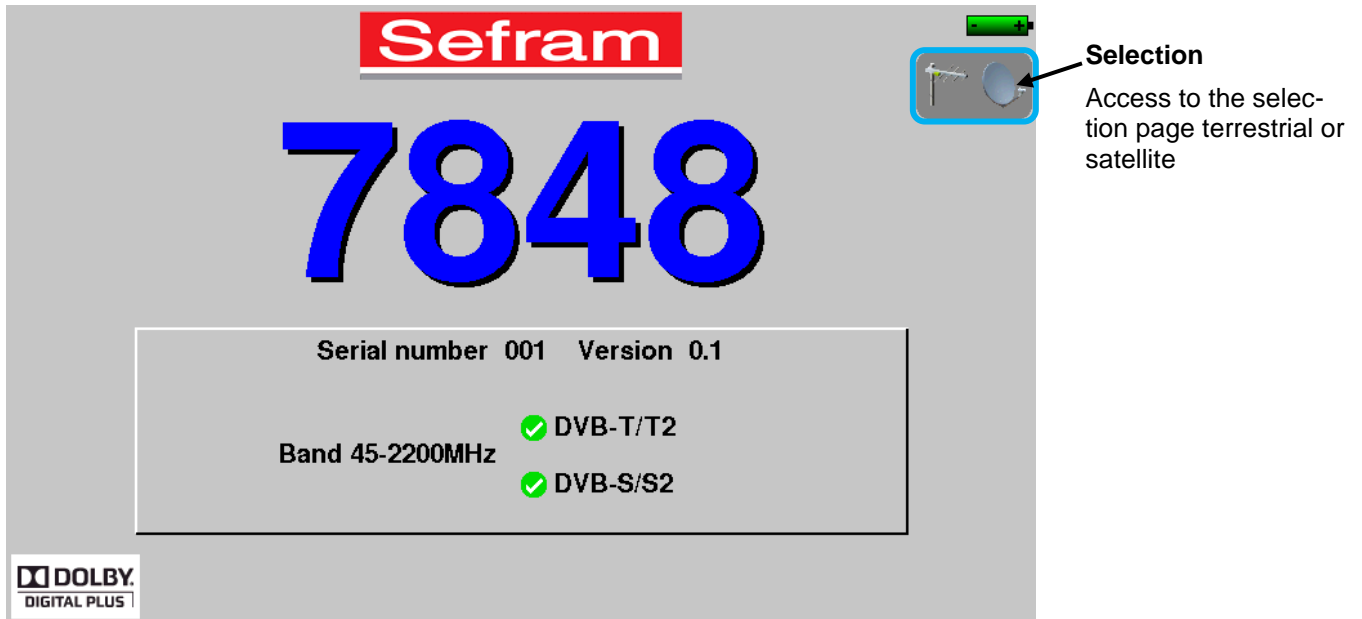 Sefram
- +
Selection
Access to the selec-
tion page terrestrial or
satellite
7848
Serial number 001 Version 0.1
DVB-T/T2
Band 45-2200MHz
DVB-S/S2
DOLBY.
DIGITAL PLUS